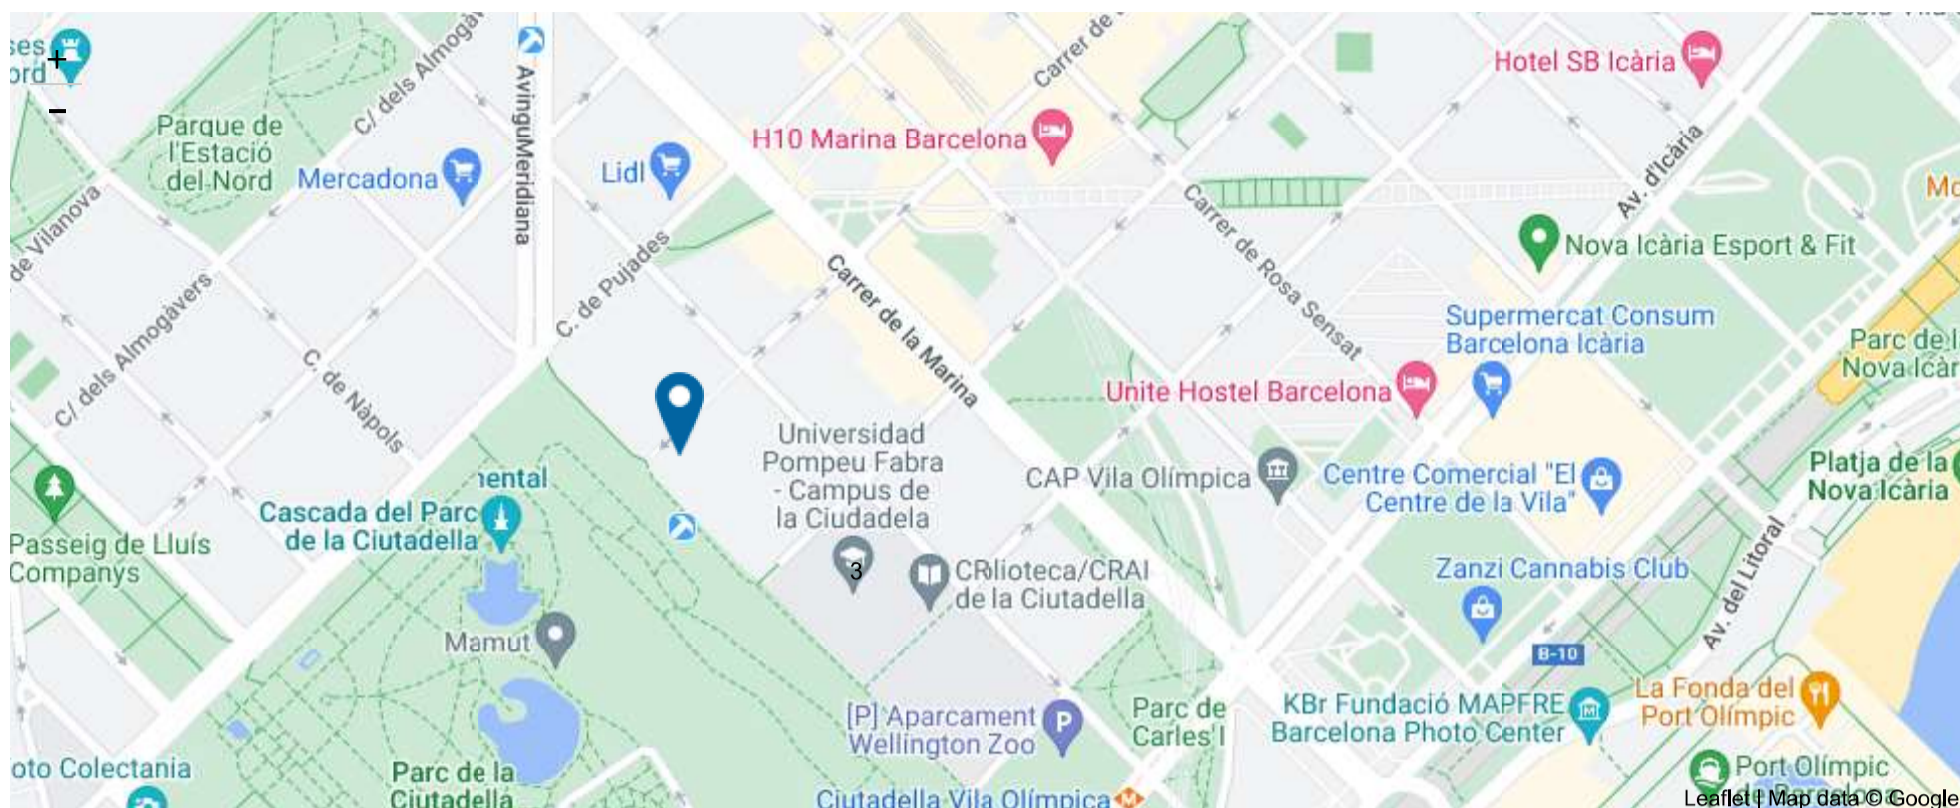 Hotel SB Icària
Carrer de
C/ dels Almogà
AvinguMeridiana
+
−
Parque de
l'Estació
del Nord
Mercadona
Lidl
H10 Marina Barcelona
Av. d'Icària
de Vilanova
C. de Pujades
Carrer de la Marina
Carrer de Rosa Sensat
Nova Icària Esport & Fit
C/ dels Almogàvers
C. de Nàpols
Supermercat Consum
Barcelona Icària
Parc de l
Nova Icàr
Unite Hostel Barcelona
Universidad
Pompeu Fabra
- Campus de
la Ciudadela
CAP Vila Olímpica
Centre Comercial "El
Centre de la Vila"
Platja de la
Nova Icària
nental
Cascada del Parc
de la Ciutadella
Passeig de Lluís
Companys
3
CRlioteca/CRAI
de la Ciutadella
Zanzi Cannabis Club
Av. del Litoral
Mamut
B-10
[P] Aparcament
Wellington Zoo
P
Parc de
Carles I
KBr Fundació MAPFRE
Barcelona Photo Center
La Fonda del
Port Olímpic
oto Colectania
Parc de la
Ciutadella
Ciutadella Vila Olímpica
M
Port Olímpic
Leaflet | Map data © Google